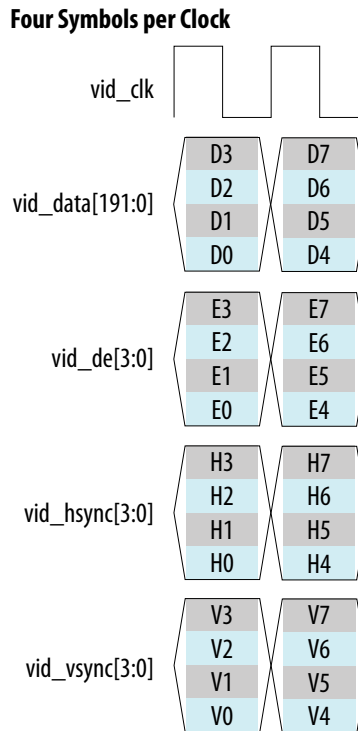 Four Symbols per Clock
vid_clk
vid_data[191:0]
D3 D7
D2 D6
D1 D5
D0 D4
vid_de[3:0]
E3 E7
E2 E6
E1 E5
E0 E4
vid_hsync[3:0]
H3 H7
H2 H6
H1 H5
H0 H4
vid_vsync[3:0]
V3 V7
V2 V6
V1 V5
V0 V4